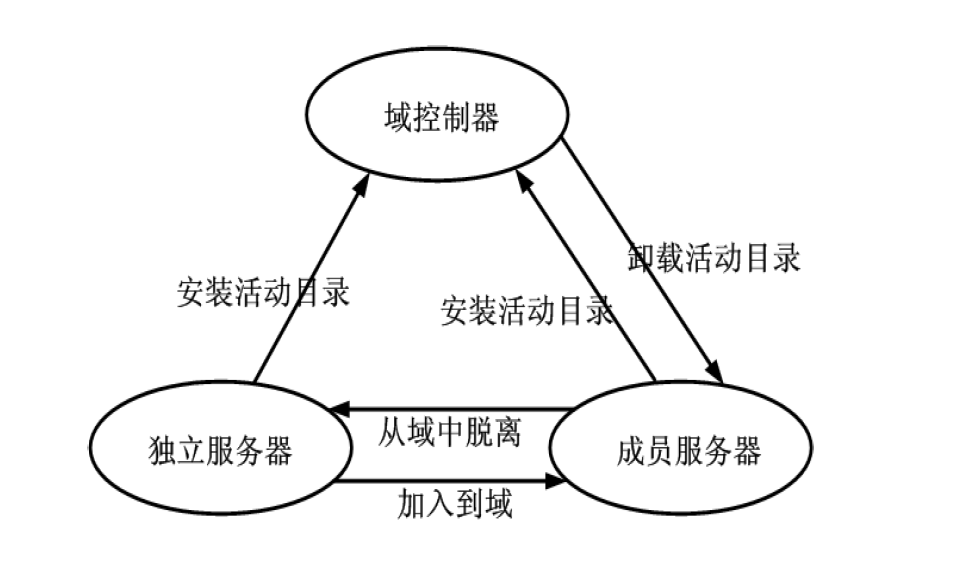 域控制器
卸载活动目录
安装活动目录
安装活动目录
从域中脱离
独立服务器
成员服务器
加入到域